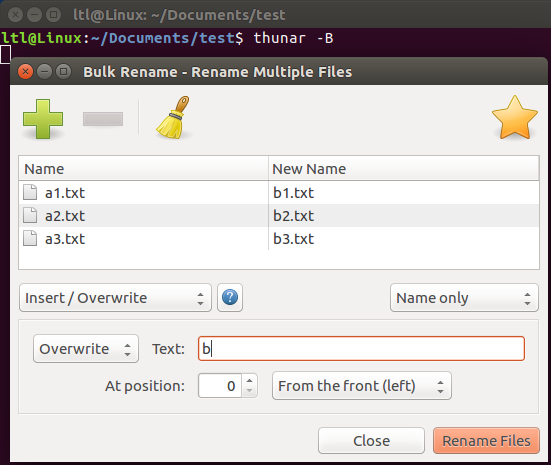 ltl@Linux: ~/Documents/test
ltl@Linux:~/Documents/test$ thunar -B
Bulk Rename - Rename Multiple Files
Name New Name
a1.txt b1.txt
a2.txt b2.txt
a3.txt b3.txt
Insert / Overwrite ? Name only
Overwrite Text: b
At position: 0 From the front (left)
Close Rename Files